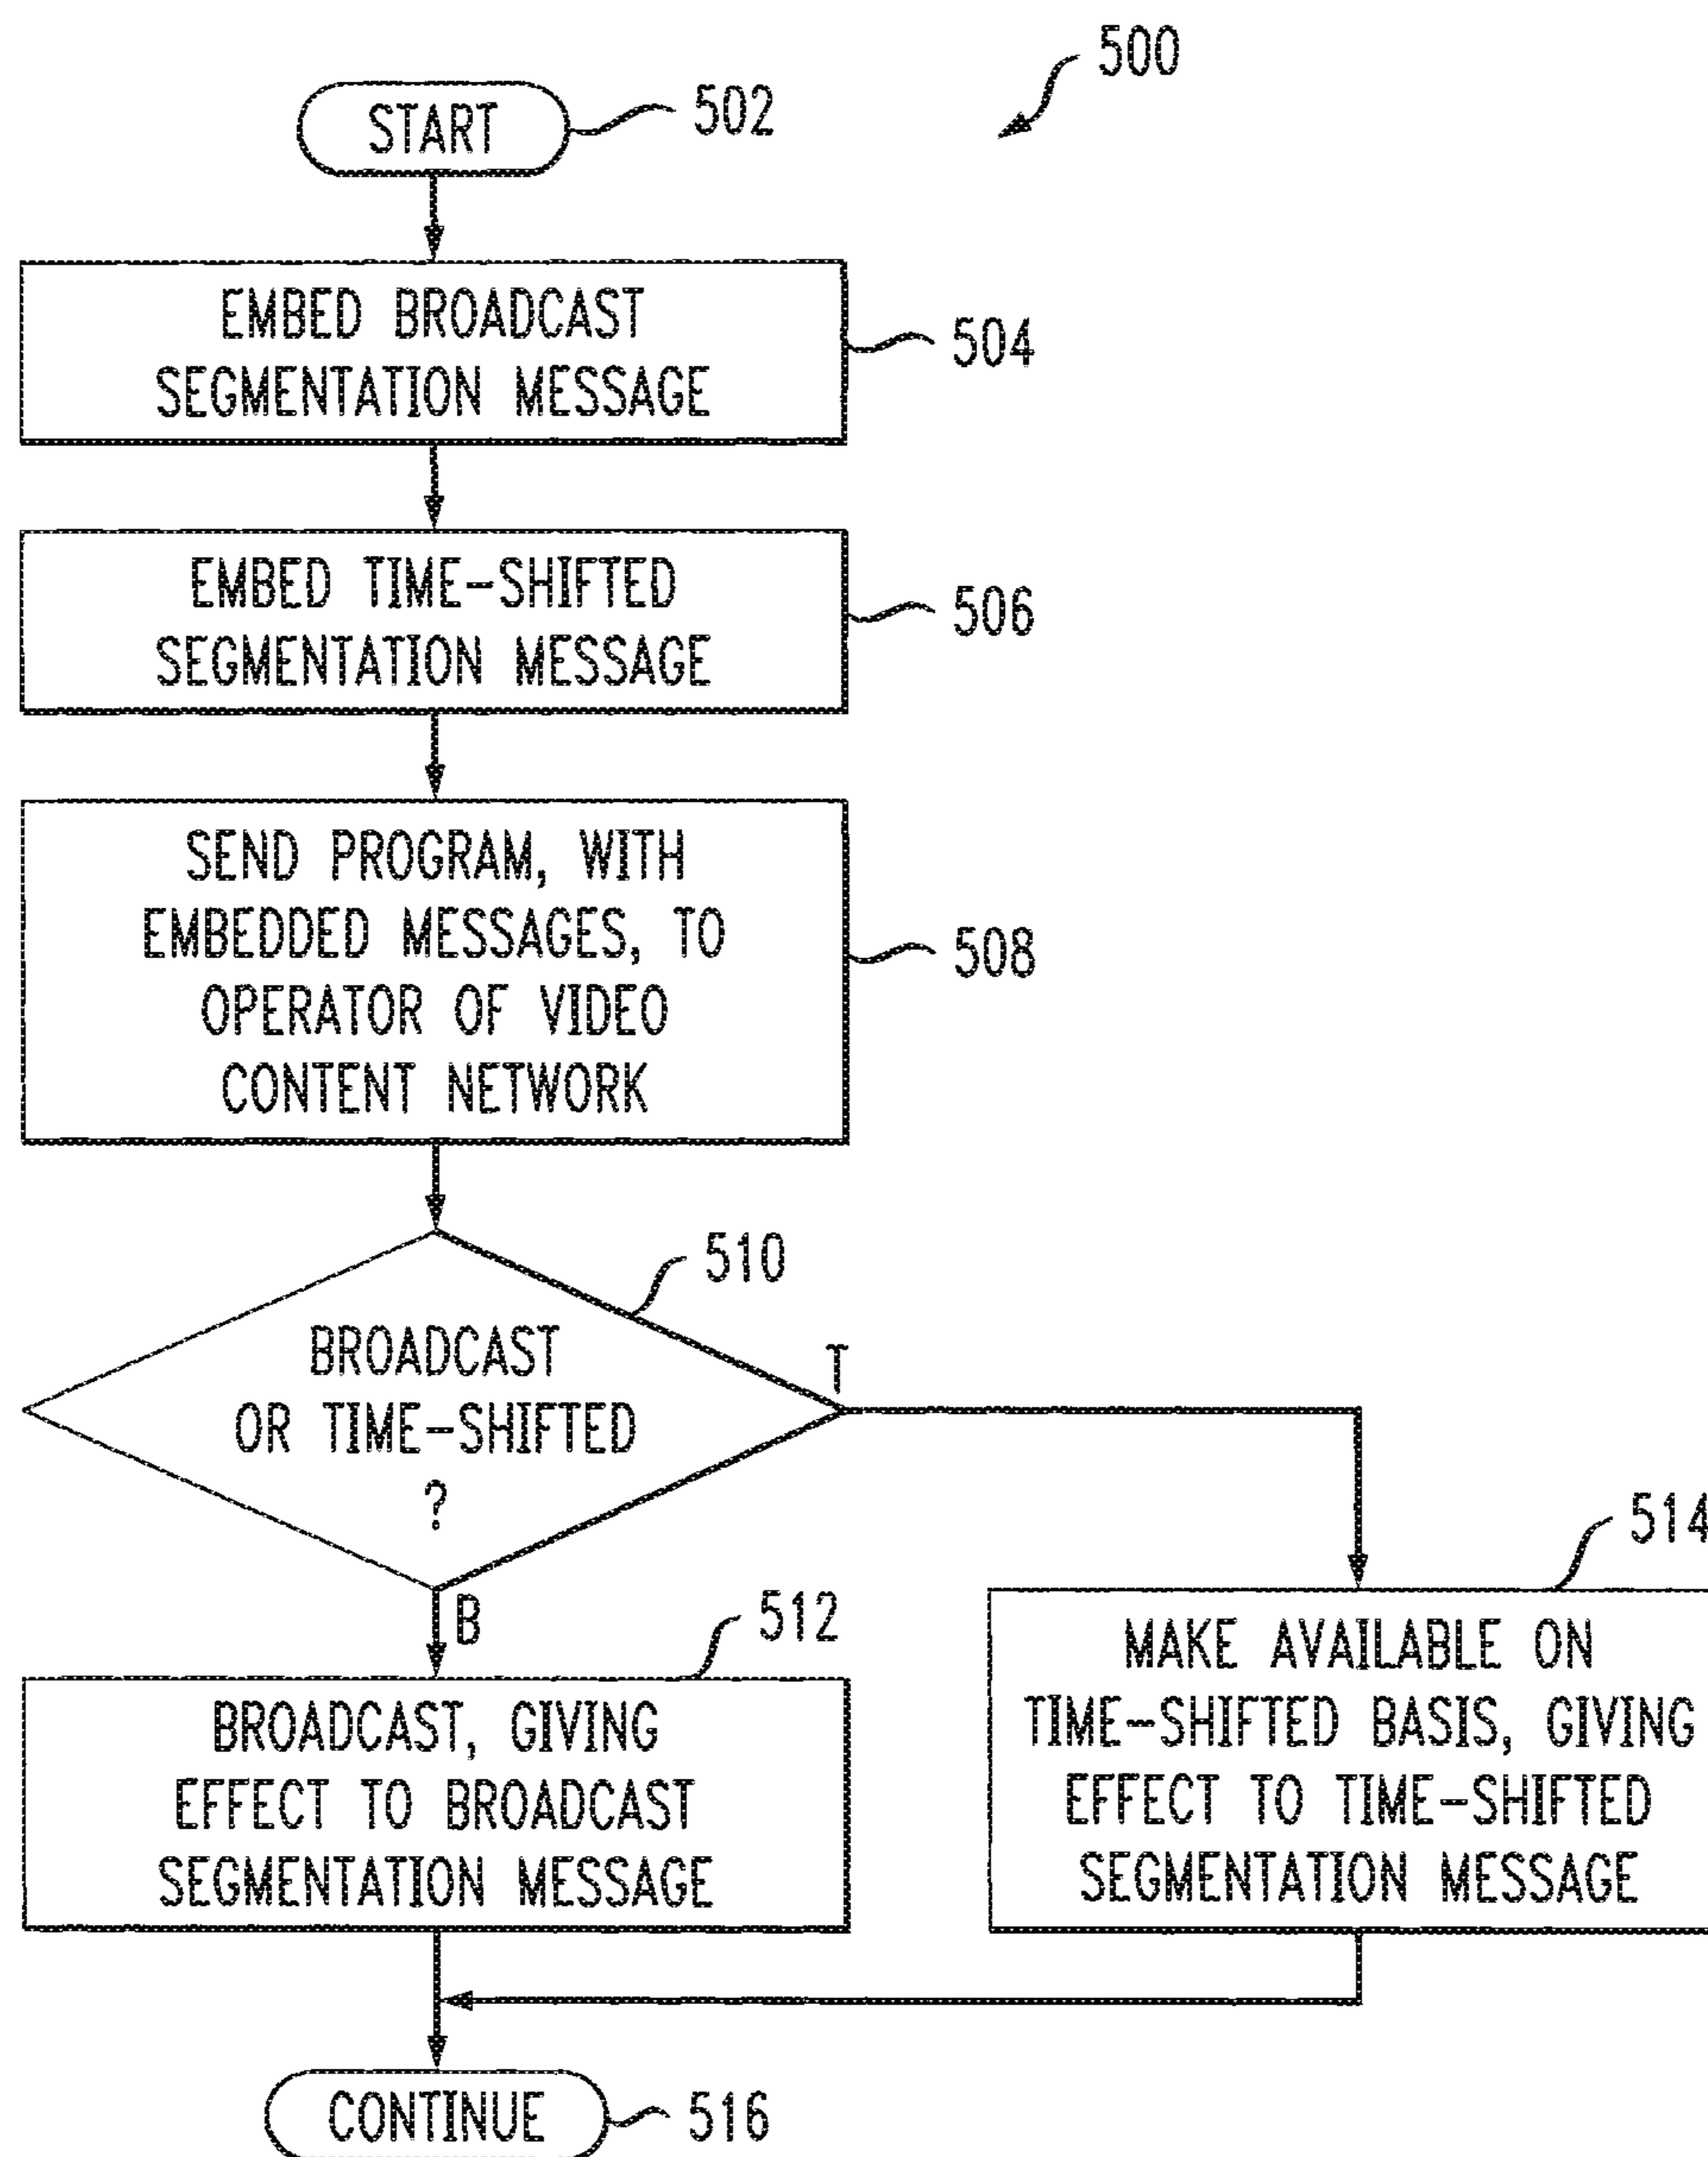 500
START
502
EMBED BROADCAST
SEGMENTATION MESSAGE
504
EMBED TIME-SHIFTED
SEGMENTATION MESSAGE
506
SEND PROGRAM, WITH
EMBEDDED MESSAGES, TO
OPERATOR OF VIDEO
CONTENT NETWORK
508
510
BROADCAST
OR TIME-SHIFTED
?
T
B
512
BROADCAST, GIVING
EFFECT TO BROADCAST
SEGMENTATION MESSAGE
514
MAKE AVAILABLE ON
TIME-SHIFTED BASIS, GIVING
EFFECT TO TIME-SHIFTED
SEGMENTATION MESSAGE
CONTINUE
516